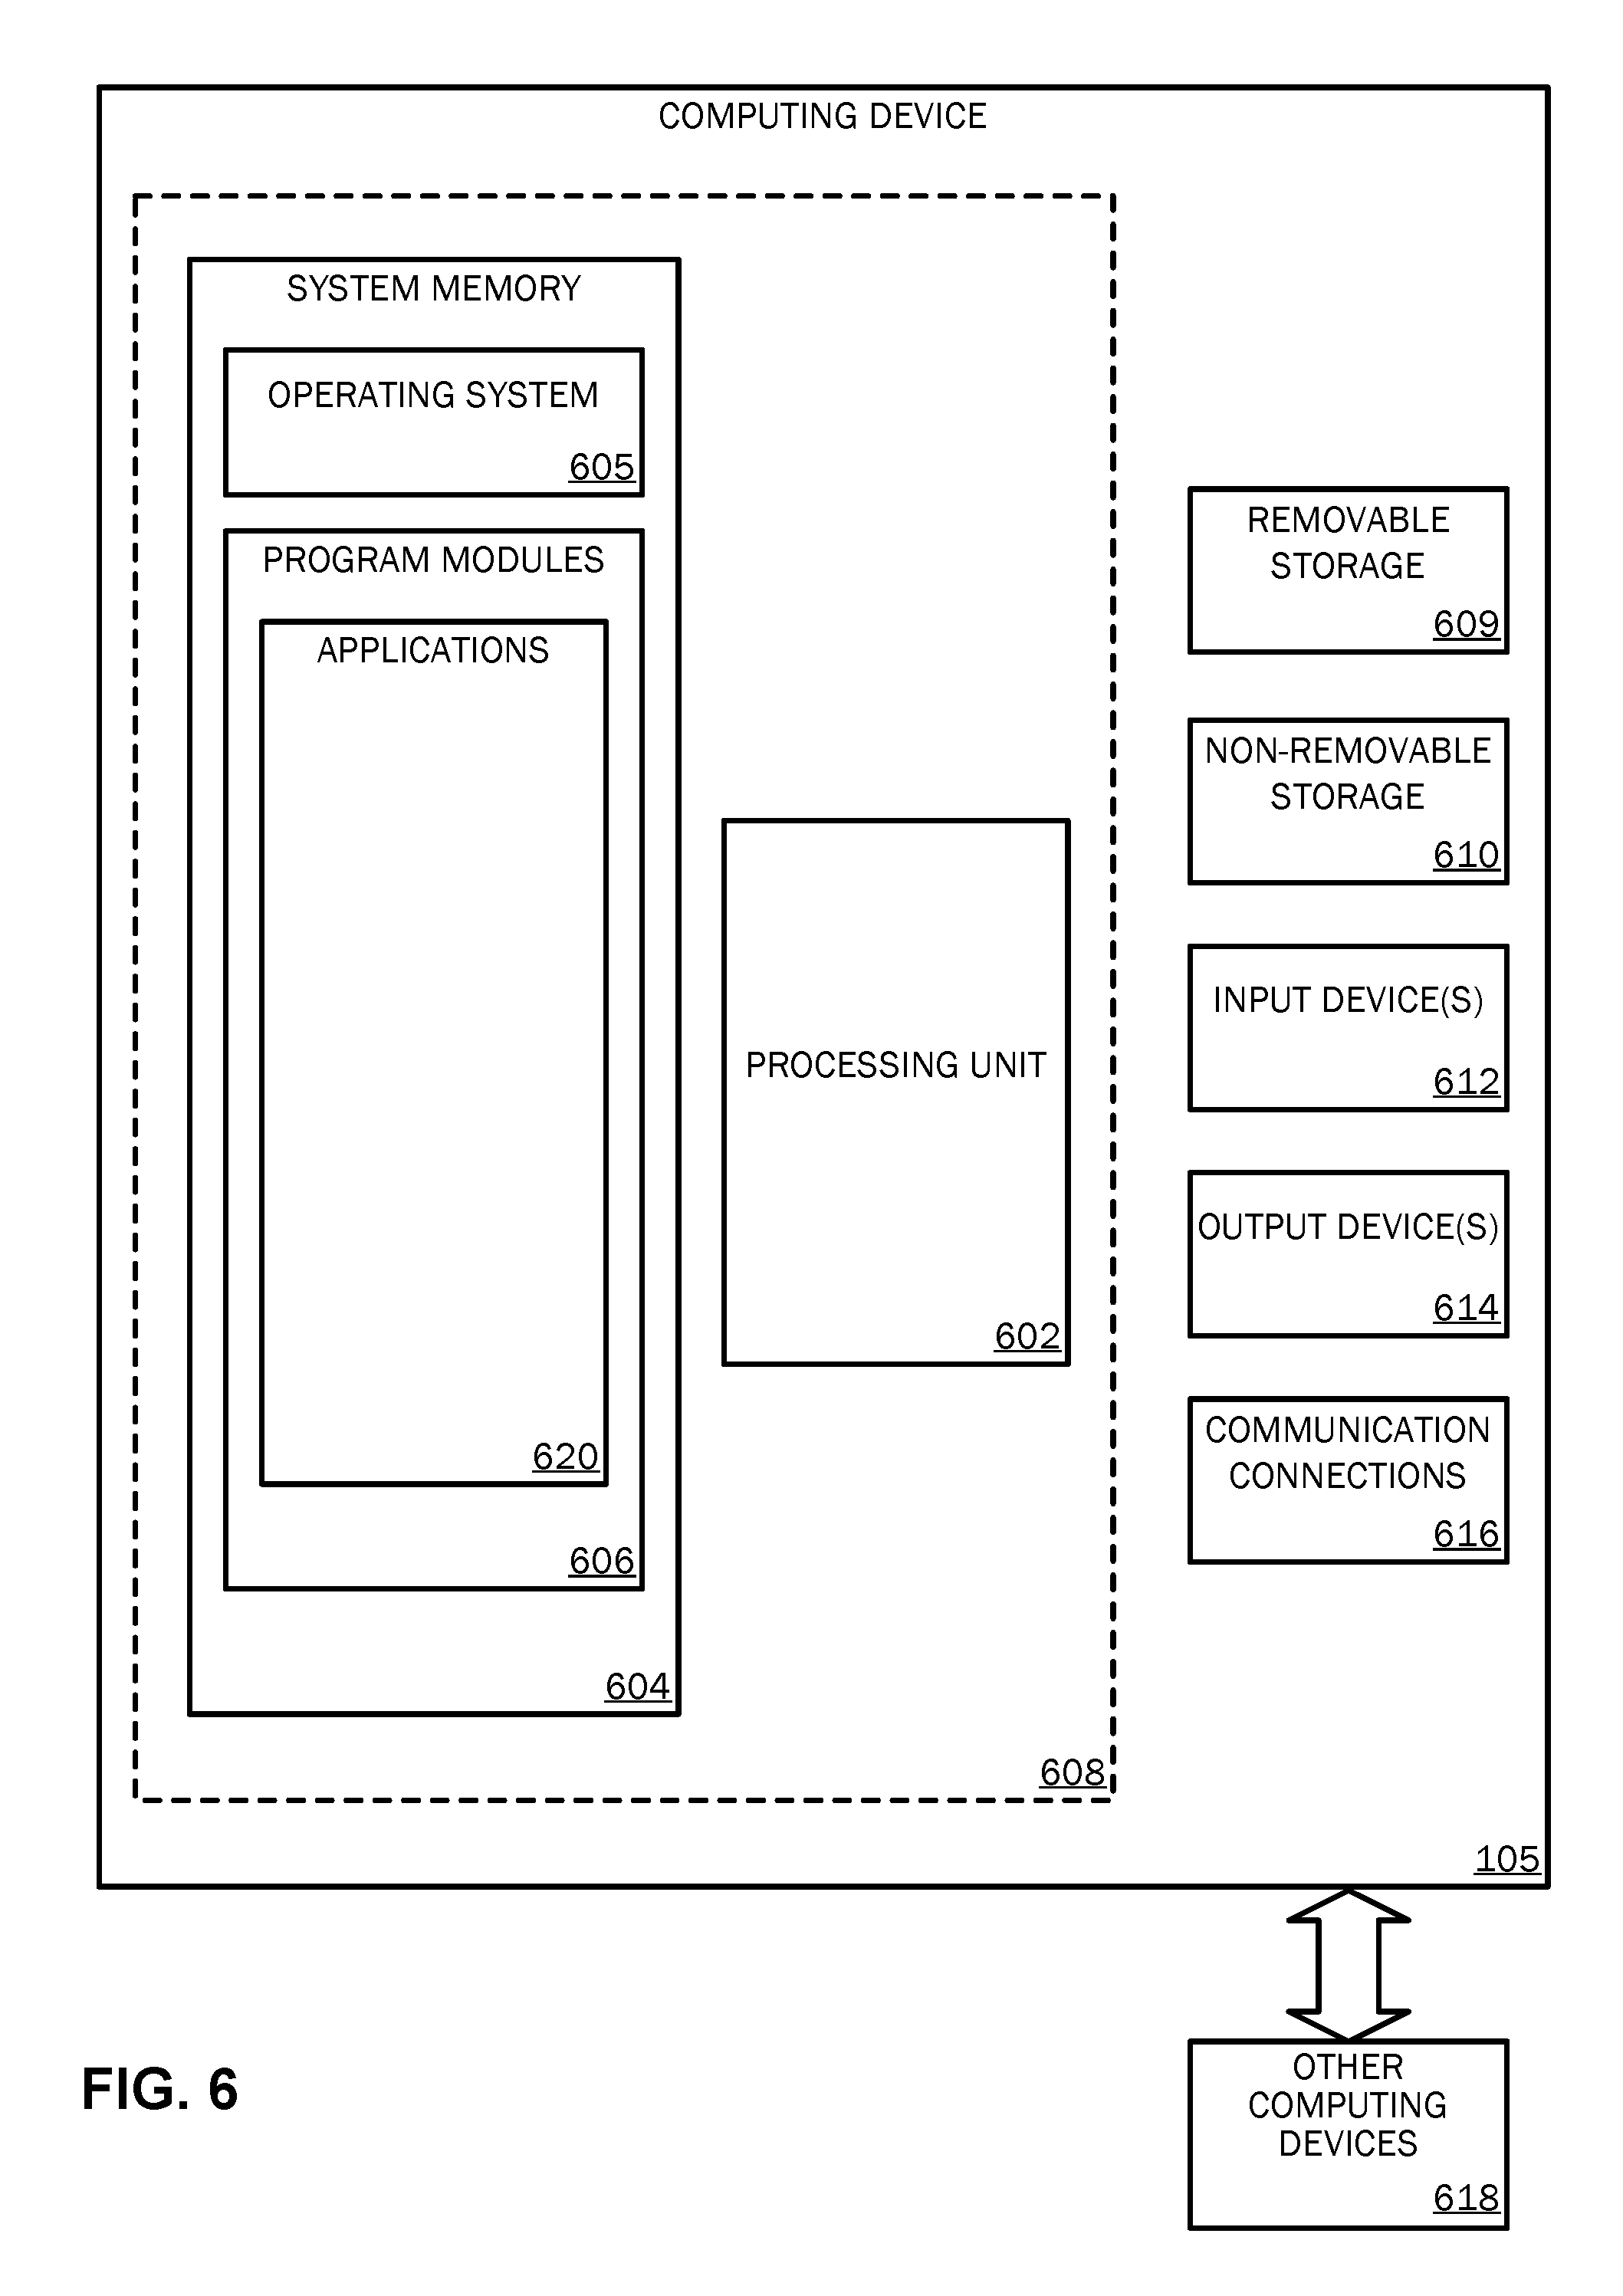 COMPUTING DEVICE
SYSTEM MEMORY
OPERATING SYSTEM
605
PROGRAM MODULES
APPLICATIONS
620
606
604
PROCESSING UNIT
602
608
REMOVABLE
STORAGE
609
NON-REMOVABLE
STORAGE
610
INPUT DEVICE(S)
612
OUTPUT DEVICE(S)
614
COMMUNICATION
CONNECTIONS
616
105
OTHER
COMPUTING
DEVICES
618
FIG. 6